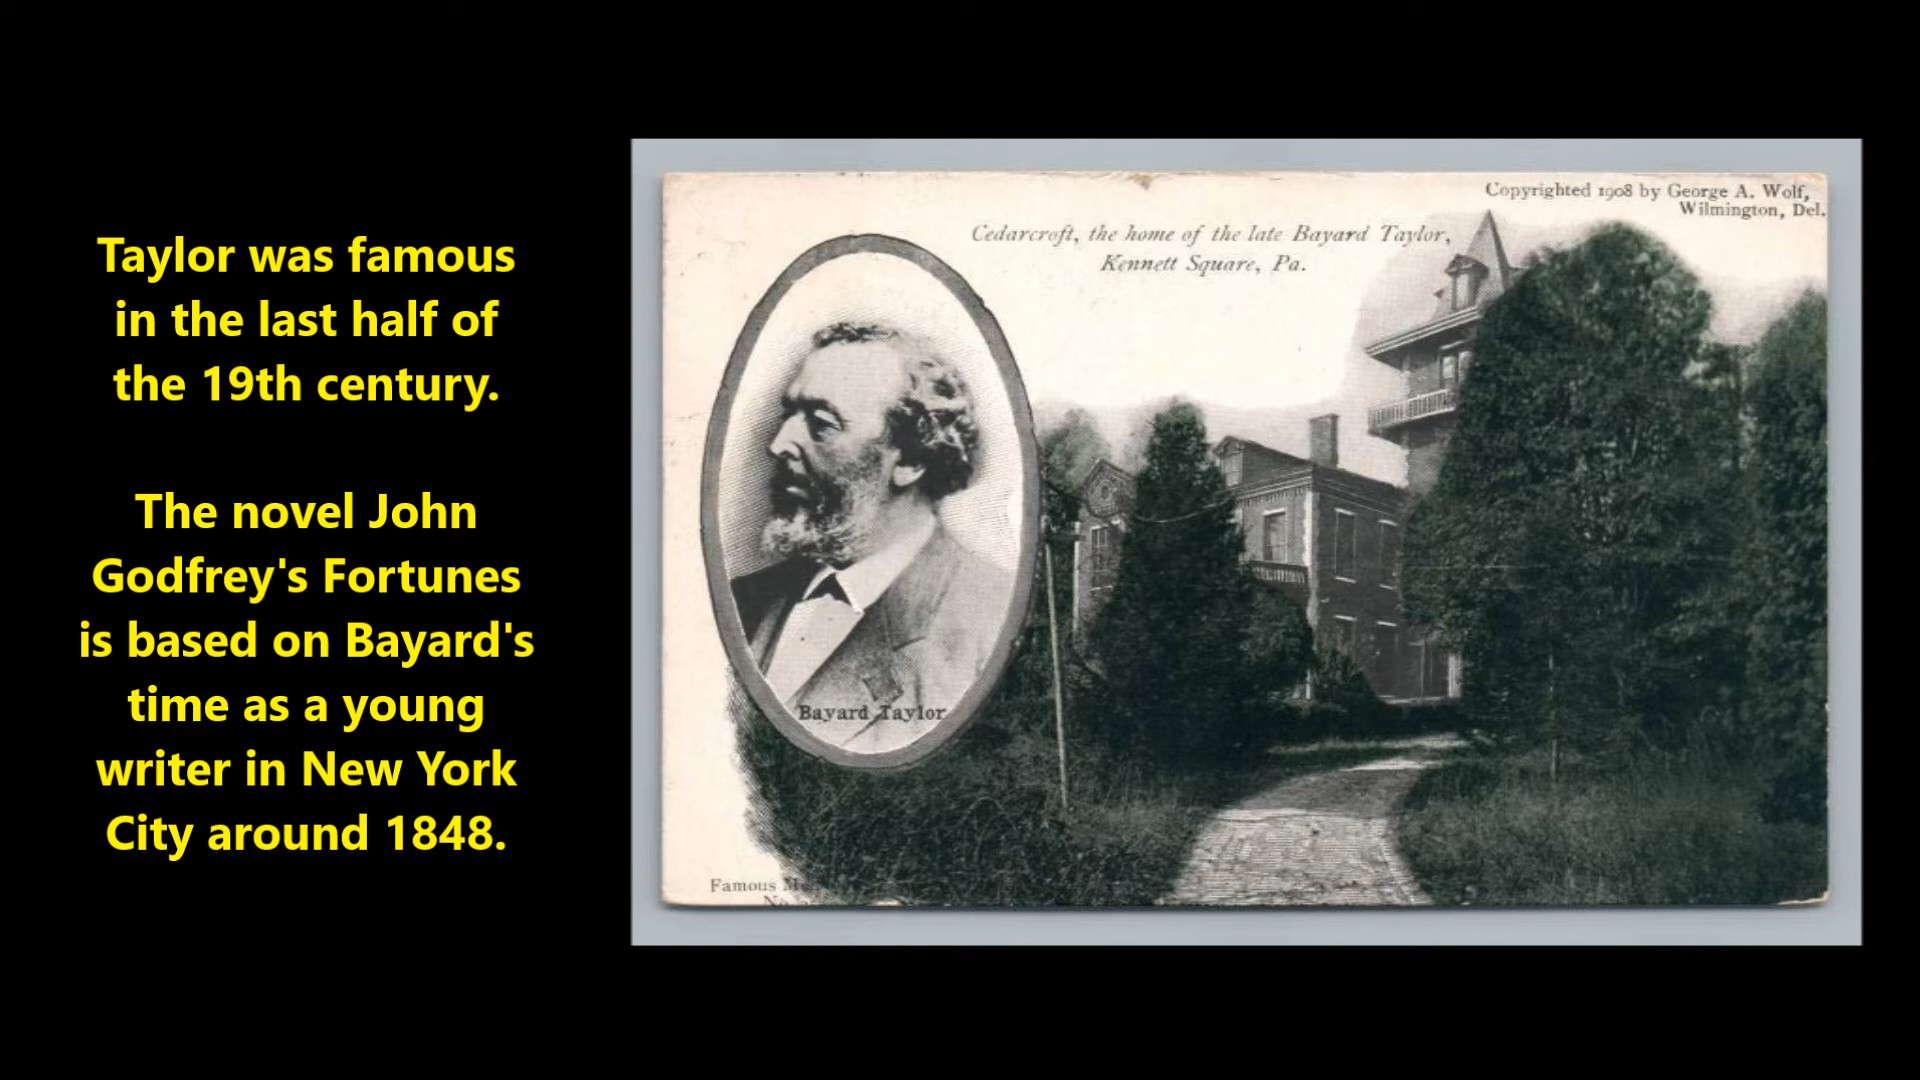 Taylor was famous
in the last half of
the 19th century.
The novel John
Godfrey's Fortunes
is based on Bayard's
time as a young
writer in New York
City around 1848.
Copyrighted 1908 by George A. Wolf,
Wilmington, Del.
Cedarcroft, the home of the late Bayard Taylor,
Kennett Square, Pa.
Bayard Taylor
Famous